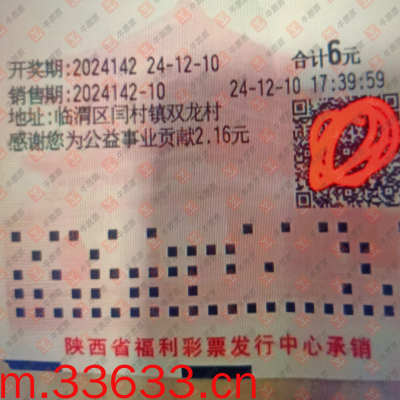 开奖期:2024142 24-12-10 合计6元
销售期:2024142-10 24-12-10 17:39:59
地址:临渭区闫村镇双龙村
感谢您为公益事业贡献2.16元
陕西省福利彩票发行中心承销
m.33633.cn